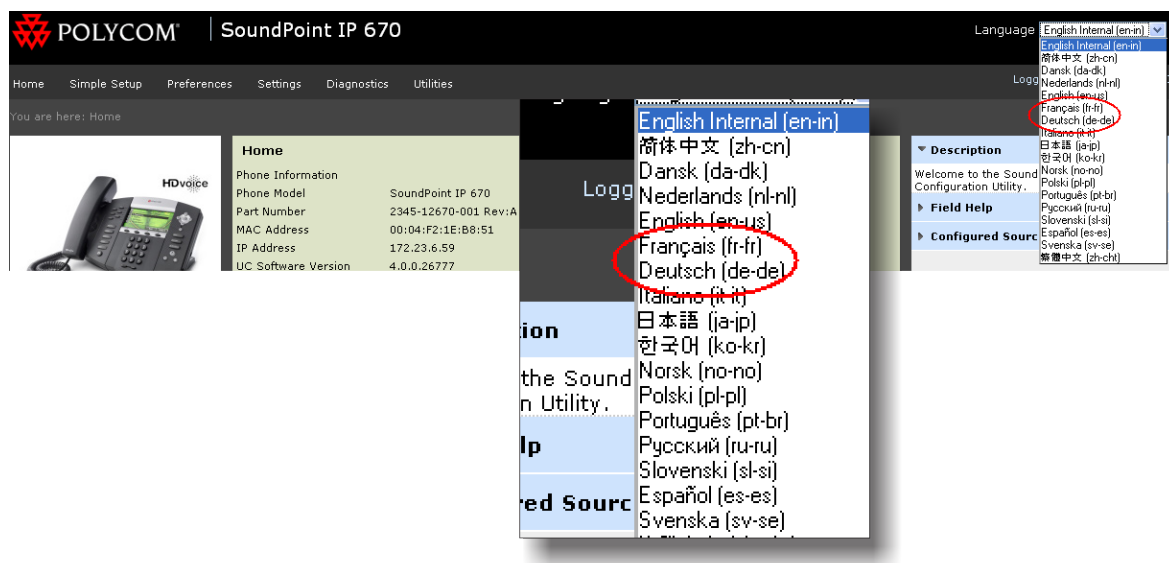 POLYCOM® SoundPoint IP 670
Language English Internal (en-in)
English Internal (en-in)
简体中文 (zh-cn)
Dansk (da-dk)
Nederlands (nl-nl)
English (en-us)
Français (fr-fr)
Deutsch (de-de)
Italiano (it-it)
日本語 (ja-jp)
한국어 (ko-kr)
Norsk (no-no)
Polski (pl-pl)
Português (pt-br)
Русский (ru-ru)
Slovenski (sl-si)
Español (es-es)
Svenska (sv-se)
繁體中文 (zh-cht)
Home Simple Setup Preferences Settings Diagnostics Utilities
Logg
You are here: Home
HDvoice
Home
Phone Information
Phone Model SoundPoint IP 670
Part Number 2345-12670-001 Rev:A
MAC Address 00:04:F2:1E:B8:51
IP Address 172.23.6.59
UC Software Version 4.0.0.26777
Description
Welcome to the Sound
Configuration Utility.
Field Help
Configured Sourc
Logg
tion
the Sound
n Utility.
lp
red Sourc
English Internal (en-in)
简体中文 (zh-cn)
Dansk (da-dk)
Nederlands (nl-nl)
English (en-us)
Français (fr-fr)
Deutsch (de-de)
Italiano (it-it)
日本語 (ja-jp)
한국어 (ko-kr)
Norsk (no-no)
Polski (pl-pl)
Português (pt-br)
Русский (ru-ru)
Slovenski (sl-si)
Español (es-es)
Svenska (sv-se)